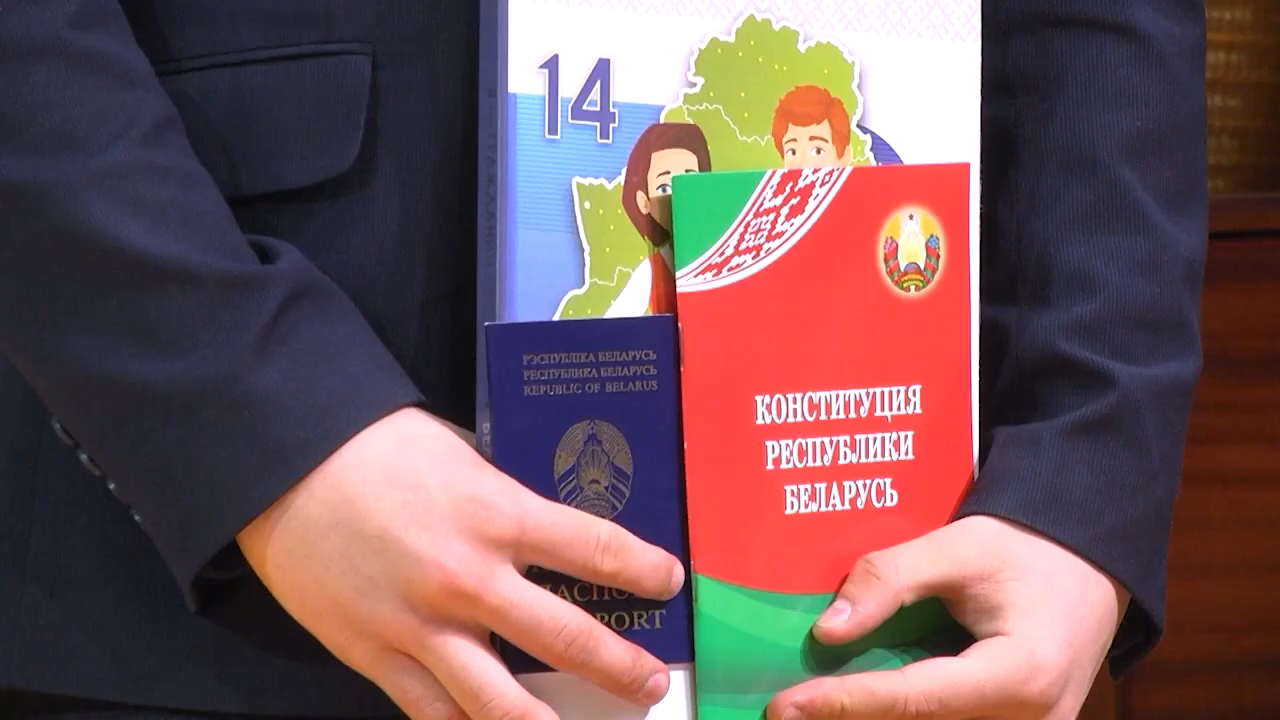 14
РЭСПУБЛІКА БЕЛАРУСЬ
РЕСПУБЛИКА БЕЛАРУСЬ
REPUBLIC OF BELARUS
КОНСТИТУЦИЯ
РЕСПУБЛИКИ
БЕЛАРУСЬ